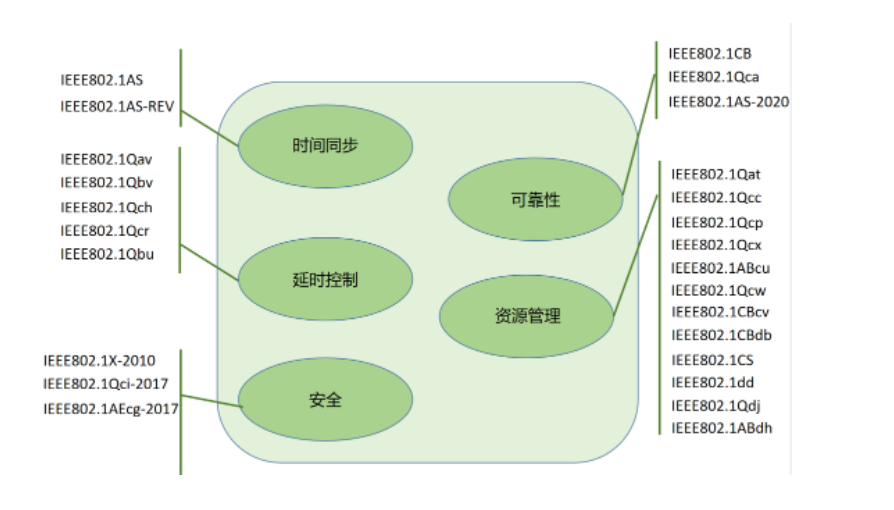 IEEE802.1AS
IEEE802.1AS-REV
时间同步
IEEE802.1Qav
IEEE802.1Qbv
IEEE802.1Qch
IEEE802.1Qcr
IEEE802.1Qbu
延时控制
IEEE802.1X-2010
IEEE802.1Qci-2017
IEEE802.1AEcg-2017
安全
IEEE802.1CB
IEEE802.1Qca
IEEE802.1AS-2020
可靠性
IEEE802.1Qat
IEEE802.1Qcc
IEEE802.1Qcp
IEEE802.1Qcx
IEEE802.1ABcu
IEEE802.1Qcw
IEEE802.1CBcv
IEEE802.1CBdb
IEEE802.1CS
IEEE802.1dd
IEEE802.1Qdj
IEEE802.1ABdh
资源管理